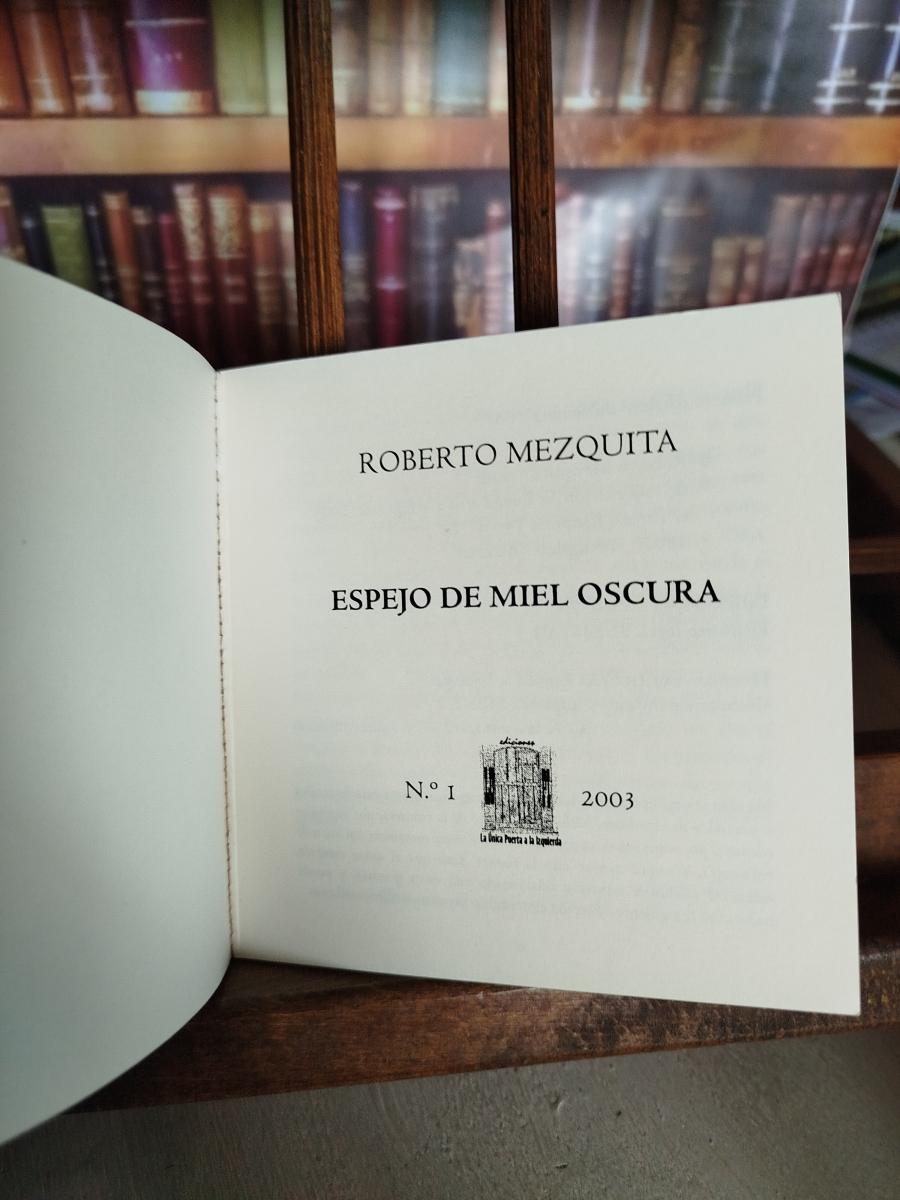 ROBERTO MEZQUITA
ESPEJO DE MIEL OSCURA
N.º 1
ediciones
La Única Puerta a la Izquierda
2003